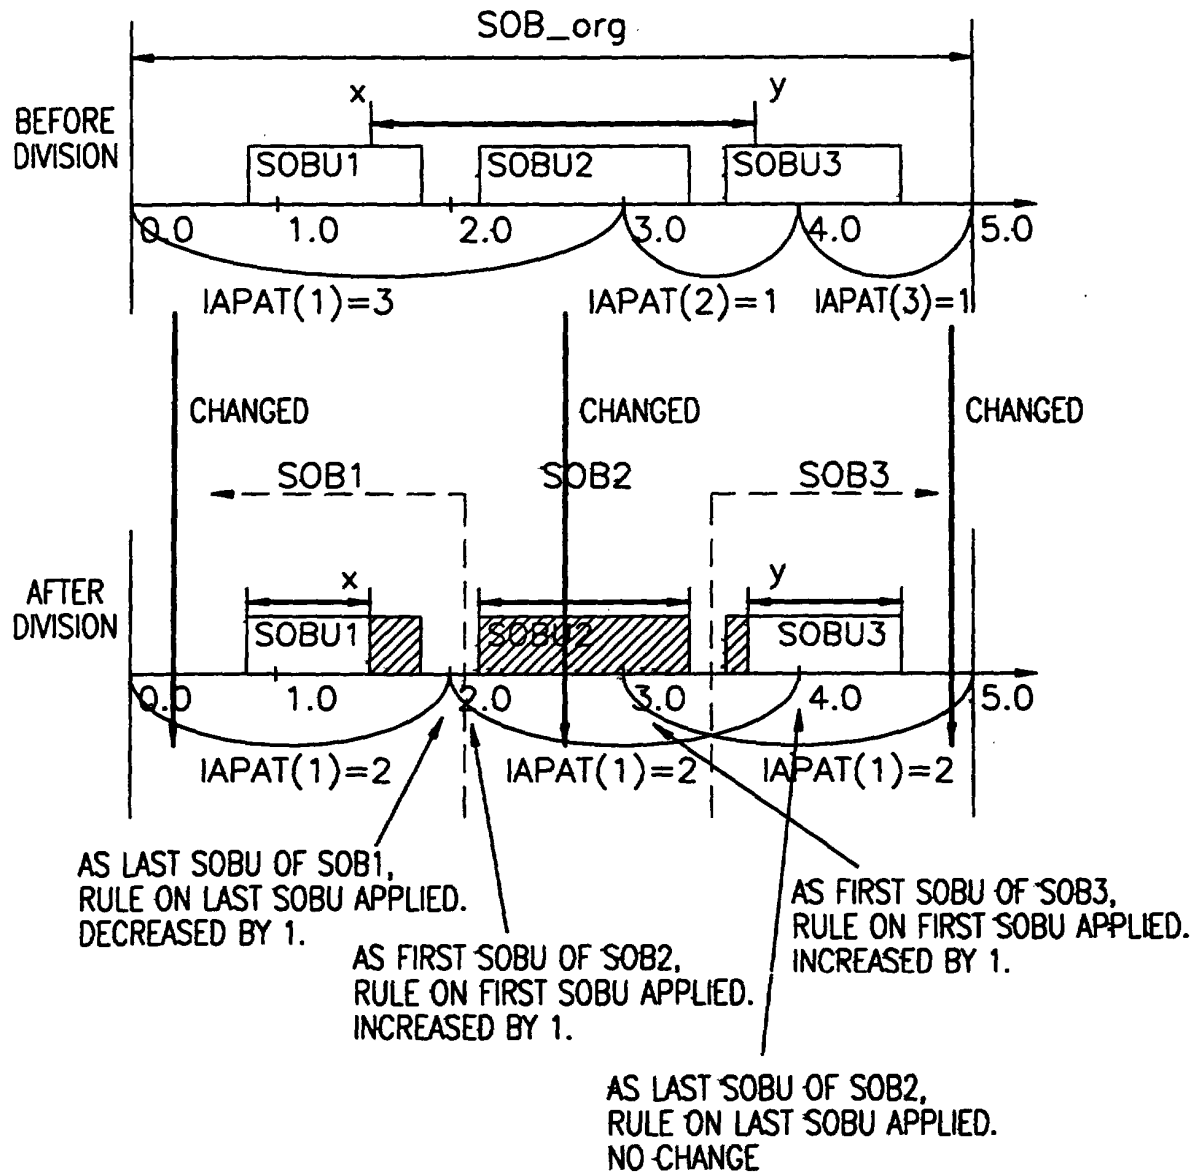 SOB_org
x
y
BEFORE
DIVISION
SOBU1
SOBU2
SOBU3
0.0
1.0
2.0
3.0
4.0
5.0
IAPAT(1)=3
IAPAT(2)=1
IAPAT(3)=1
CHANGED
CHANGED
CHANGED
SOB1
SOB2
SOB3
x
y
AFTER
DIVISION
SOBU1
SOBU2
SOBU3
0.0
1.0
2.0
3.0
4.0
5.0
IAPAT(1)=2
IAPAT(1)=2
IAPAT(1)=2
AS LAST SOBU OF SOB1,
RULE ON LAST SOBU APPLIED.
DECREASED BY 1.
AS FIRST SOBU OF SOB2,
RULE ON FIRST SOBU APPLIED.
INCREASED BY 1.
AS FIRST SOBU OF SOB3,
RULE ON FIRST SOBU APPLIED.
INCREASED BY 1.
AS LAST SOBU OF SOB2,
RULE ON LAST SOBU APPLIED.
NO CHANGE